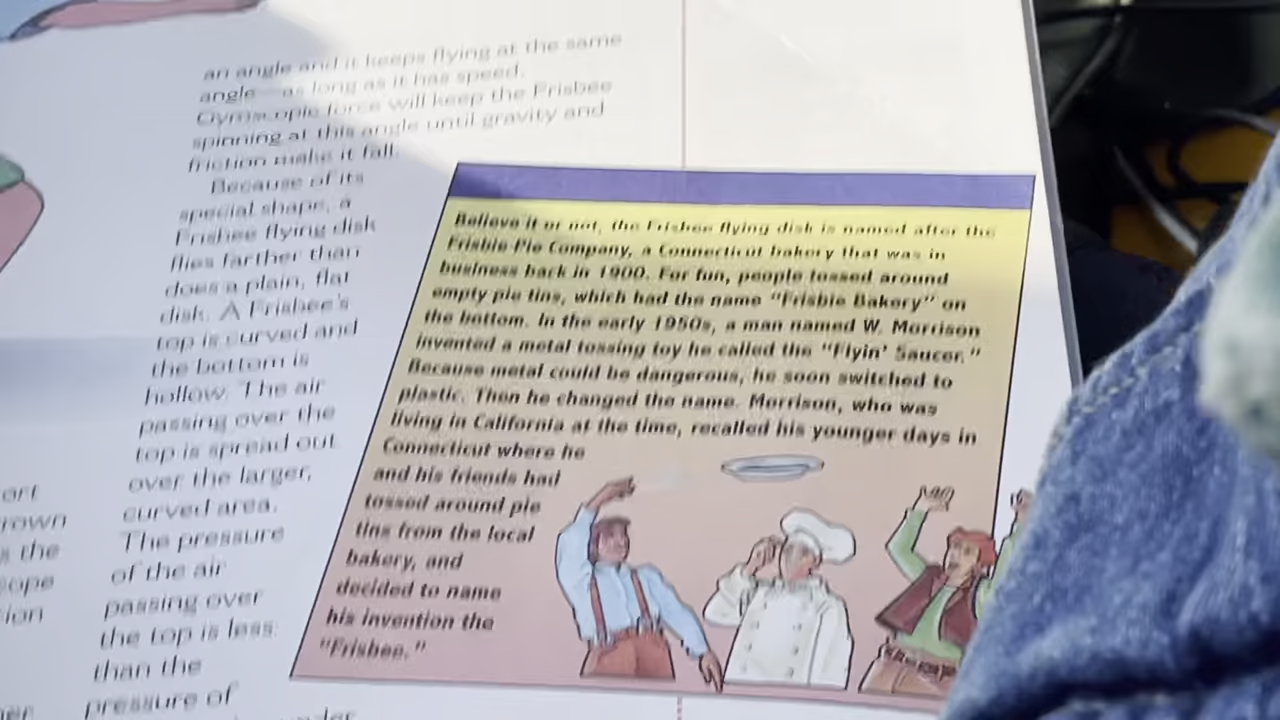 an angle and it keeps flying at the same
angle—as long as it has speed.
Gyroscopic force will keep the Frisbee
spinning at this angle until gravity and
friction make it fall.
Because of its
special shape, a
Frisbee flying disk
flies farther than
does a plain, flat
disk. A Frisbee's
top is curved and
the bottom is
hollow. The air
passing over the
top is spread out
over the larger,
curved area.
The pressure
of the air
passing over
the top is less
than the
pressure of
under
Believe it or not, the Frisbee flying disk is named after the
Frisbie Pie Company, a Connecticut bakery that was in
business back in 1900. For fun, people tossed around
empty pie tins, which had the name "Frisbie Bakery" on
the bottom. In the early 1950s, a man named W. Morrison
invented a metal tossing toy he called the "Flyin' Saucer."
Because metal could be dangerous, he soon switched to
plastic. Then he changed the name. Morrison, who was
living in California at the time, recalled his younger days in
Connecticut where he
and his friends had
tossed around pie
tins from the local
bakery, and
decided to name
his invention the
"Frisbee."
ort
rown
s the
cope
sion